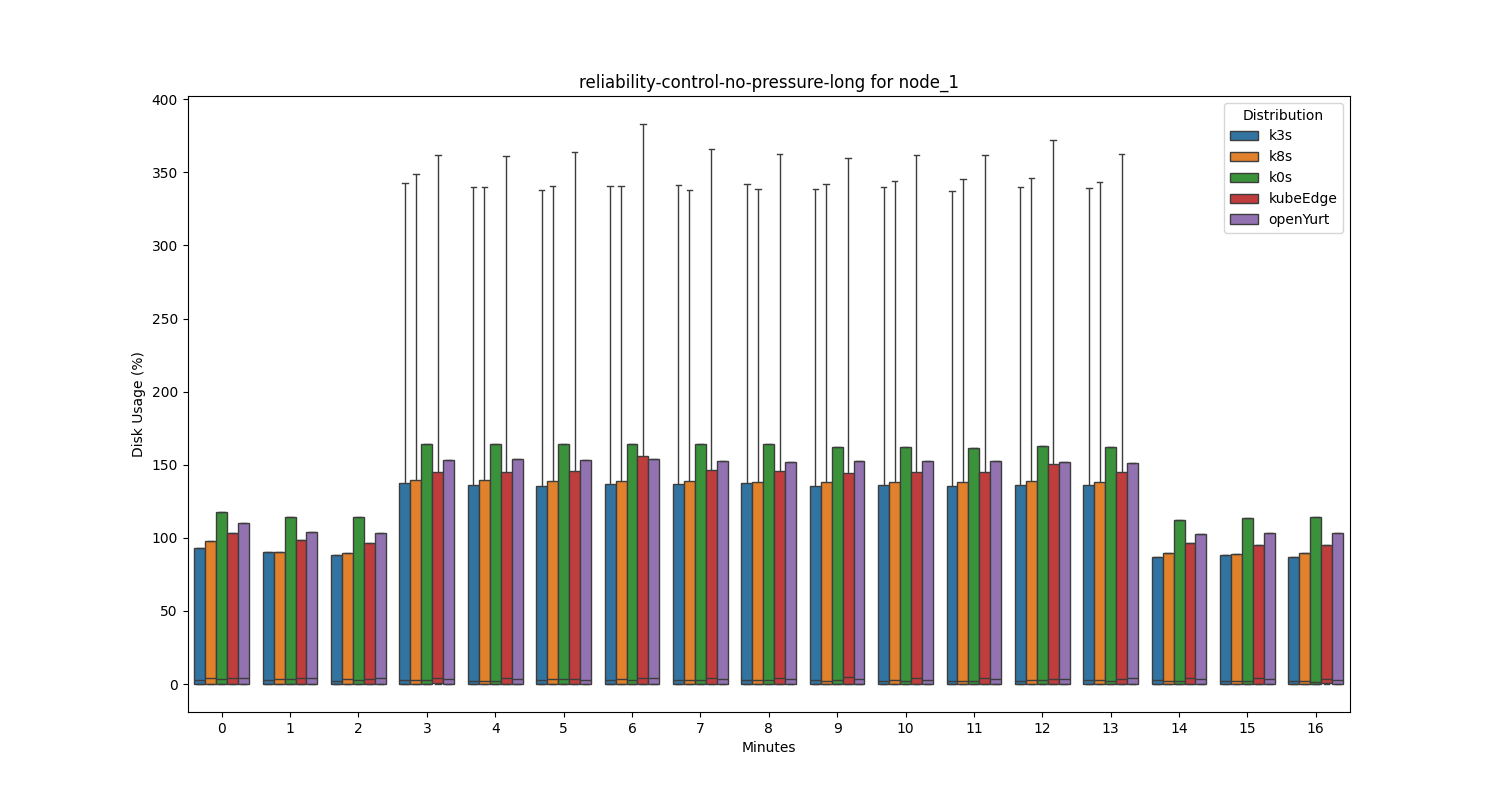 reliability-control-no-pressure-long for node_1
400
350
300
250
200
150
100
50
0
Disk Usage (%)
Distribution
k3s
k8s
k0s
kubeEdge
openYurt
0 1 2 3 4 5 6 7 8 9 10 11 12 13 14 15 16
Minutes